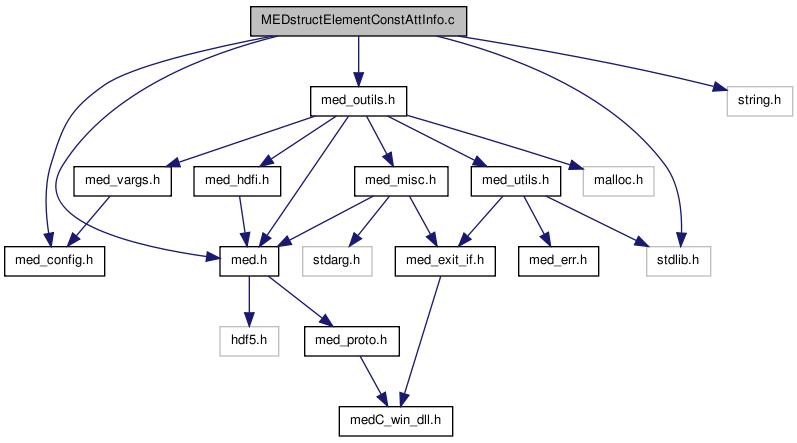 MEDstructElementConstAttInfo.c
med_outils.h
string.h
med_vargs.h
med_hdfi.h
med_misc.h
med_utils.h
malloc.h
med_config.h
med.h
stdarg.h
med_exit_if.h
med_err.h
stdlib.h
hdf5.h
med_proto.h
medC_win_dll.h